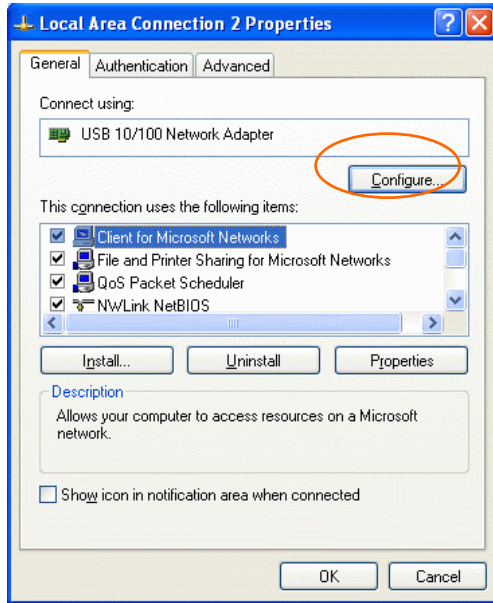 Local Area Connection 2 Properties
General Authentication Advanced
Connect using:
USB 10/100 Network Adapter
Configure...
This connection uses the following items:
Client for Microsoft Networks
File and Printer Sharing for Microsoft Networks
QoS Packet Scheduler
NWLink NetBIOS
Install... Uninstall Properties
Description
Allows your computer to access resources on a Microsoft
network.
Show icon in notification area when connected
OK Cancel